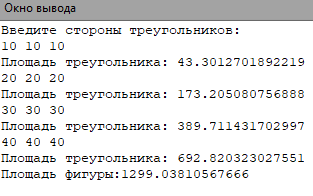 Окно вывода
Введите стороны треугольников:
10 10 10
Площадь треугольника: 43.3012701892219
20 20 20
Площадь треугольника: 173.205080756888
30 30 30
Площадь треугольника: 389.711431702997
40 40 40
Площадь треугольника: 692.820323027551
Площадь фигуры:1299.03810567666